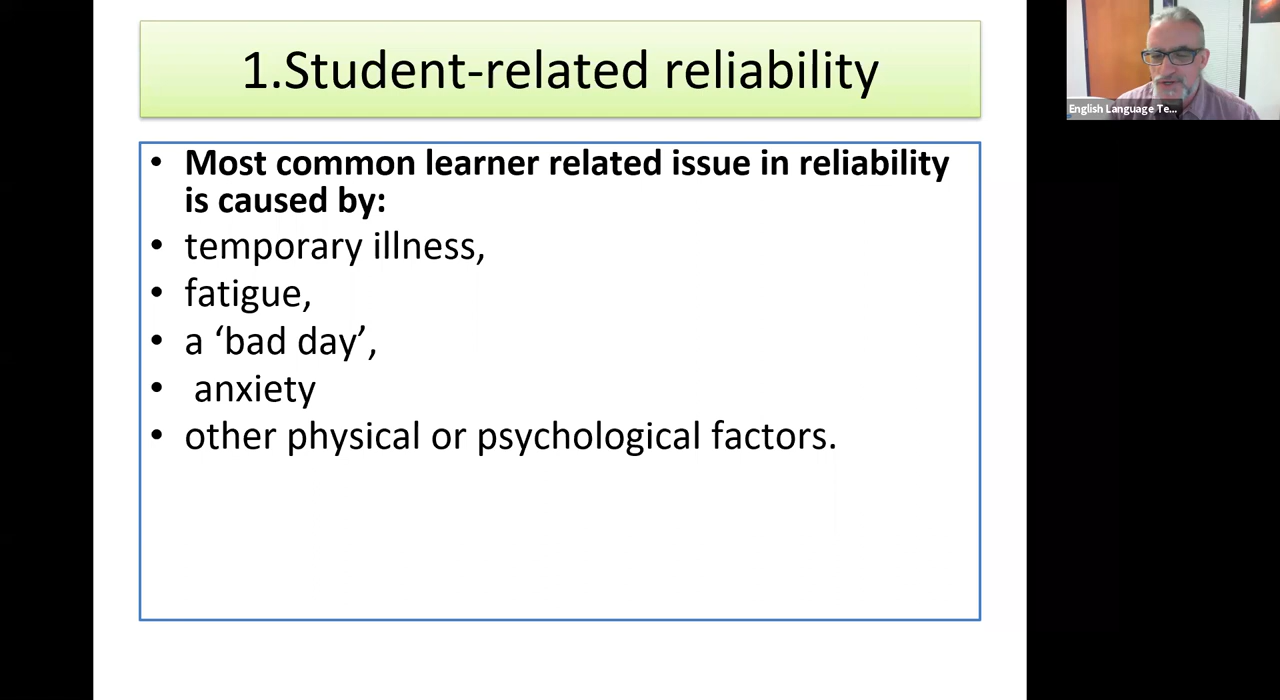 1.Student-related reliability
• Most common learner related issue in reliability
is caused by:
• temporary illness,
• fatigue,
• a ‘bad day’,
• anxiety
• other physical or psychological factors.
English Language Te...